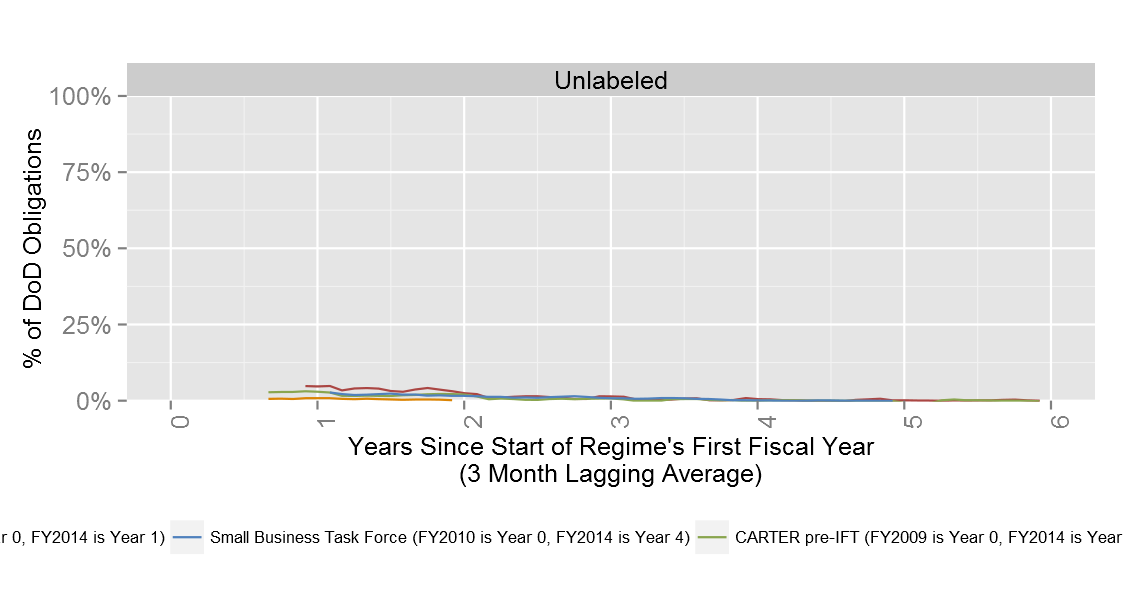 Unlabeled
100%
75%
50%
25%
0%
% of DoD Obligations
0
1
2
3
4
5
6
Years Since Start of Regime's First Fiscal Year
(3 Month Lagging Average)
r 0, FY2014 is Year 1) Small Business Task Force (FY2010 is Year 0, FY2014 is Year 4) CARTER pre-IFT (FY2009 is Year 0, FY2014 is Year